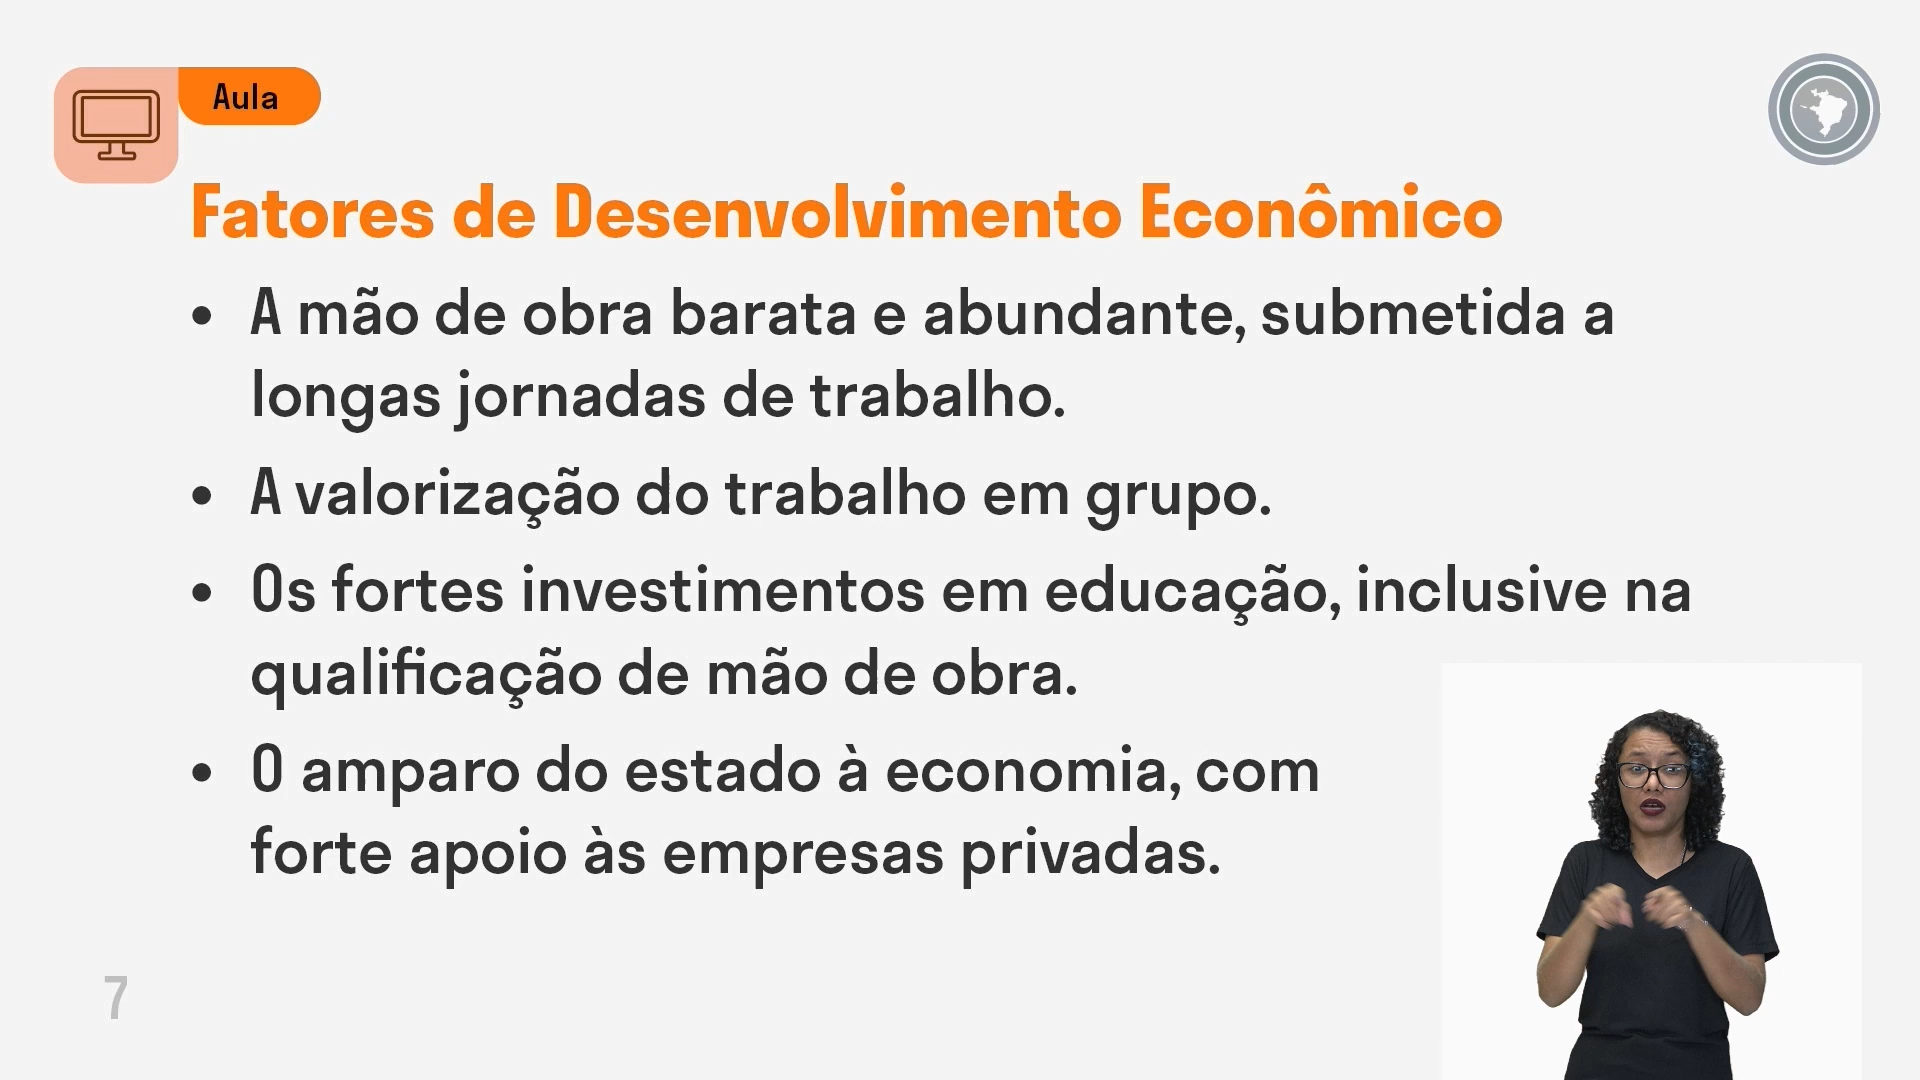 Aula
Fatores de Desenvolvimento Econômico
• A mão de obra barata e abundante, submetida a
longas jornadas de trabalho.
• A valorização do trabalho em grupo.
• Os fortes investimentos em educação, inclusive na
qualificação de mão de obra.
• O amparo do estado à economia, com
forte apoio às empresas privadas.
7